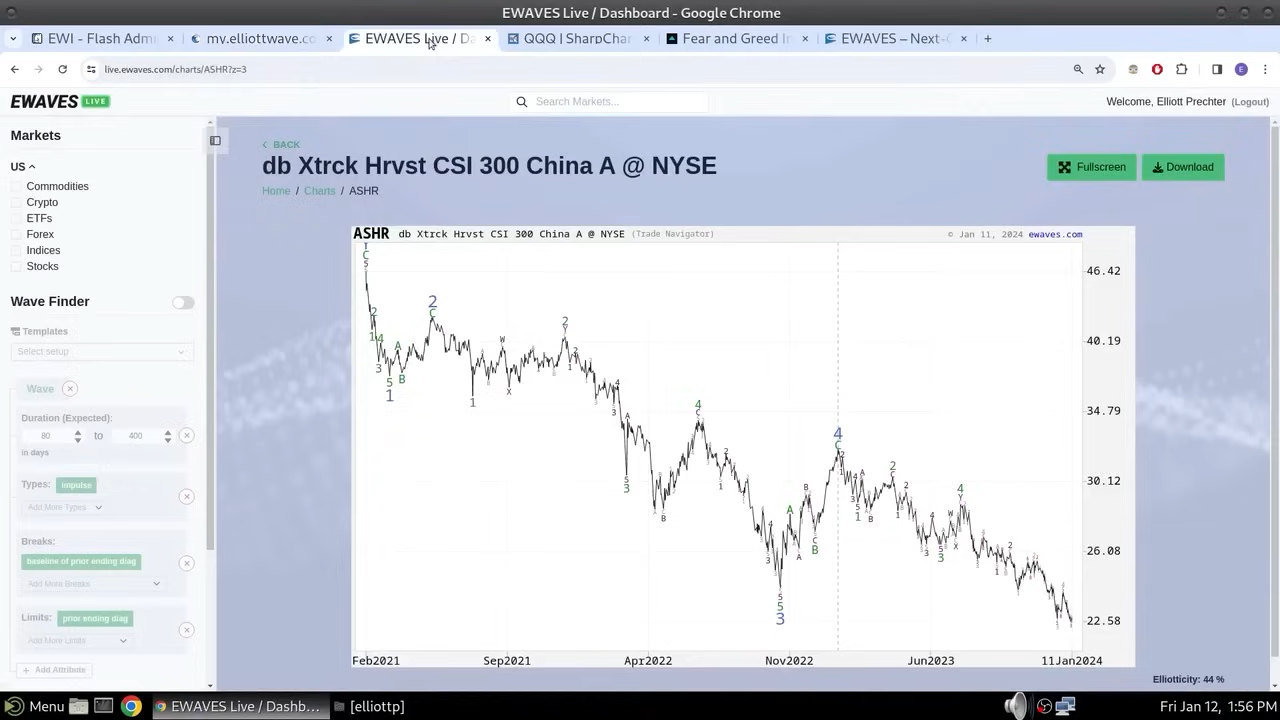 EWAVES Live / Dashboard - Google Chrome
EWI - Flash Adm
mv.elliottwave.co
EWAVES Live / Da
QQQ | SharpChar
Fear and Greed In
EWAVES – Next-G
live.ewaves.com/charts/ASHR?z=3
EWAVES LIVE
Search Markets...
Welcome, Elliott Prechter (Logout)
Markets
US
Commodities
Crypto
ETFs
Forex
Indices
Stocks
Wave Finder
Templates
Select setup
Wave
Duration (Expected):
80 to 400
in days
Types: impulse
Add More Types
Breaks:
baseline of prior ending diag
Add More Breaks
Limits: prior ending diag
Add More Limits
+ Add Attribute
BACK
db Xtrck Hrvst CSI 300 China A @ NYSE
Home / Charts / ASHR
Fullscreen
Download
ASHR db Xtrck Hrvst CSI 300 China A @ NYSE (Trade Navigator)
© Jan 11, 2024 ewaves.com
46.42
40.19
34.79
30.12
26.08
22.58
Feb2021 Sep2021 Apr2022 Nov2022 Jun2023 11Jan2024
Elliotticity: 44 %
Menu
EWAVES Live / Dashb...
[elliottp]
Fri Jan 12, 1:56 PM